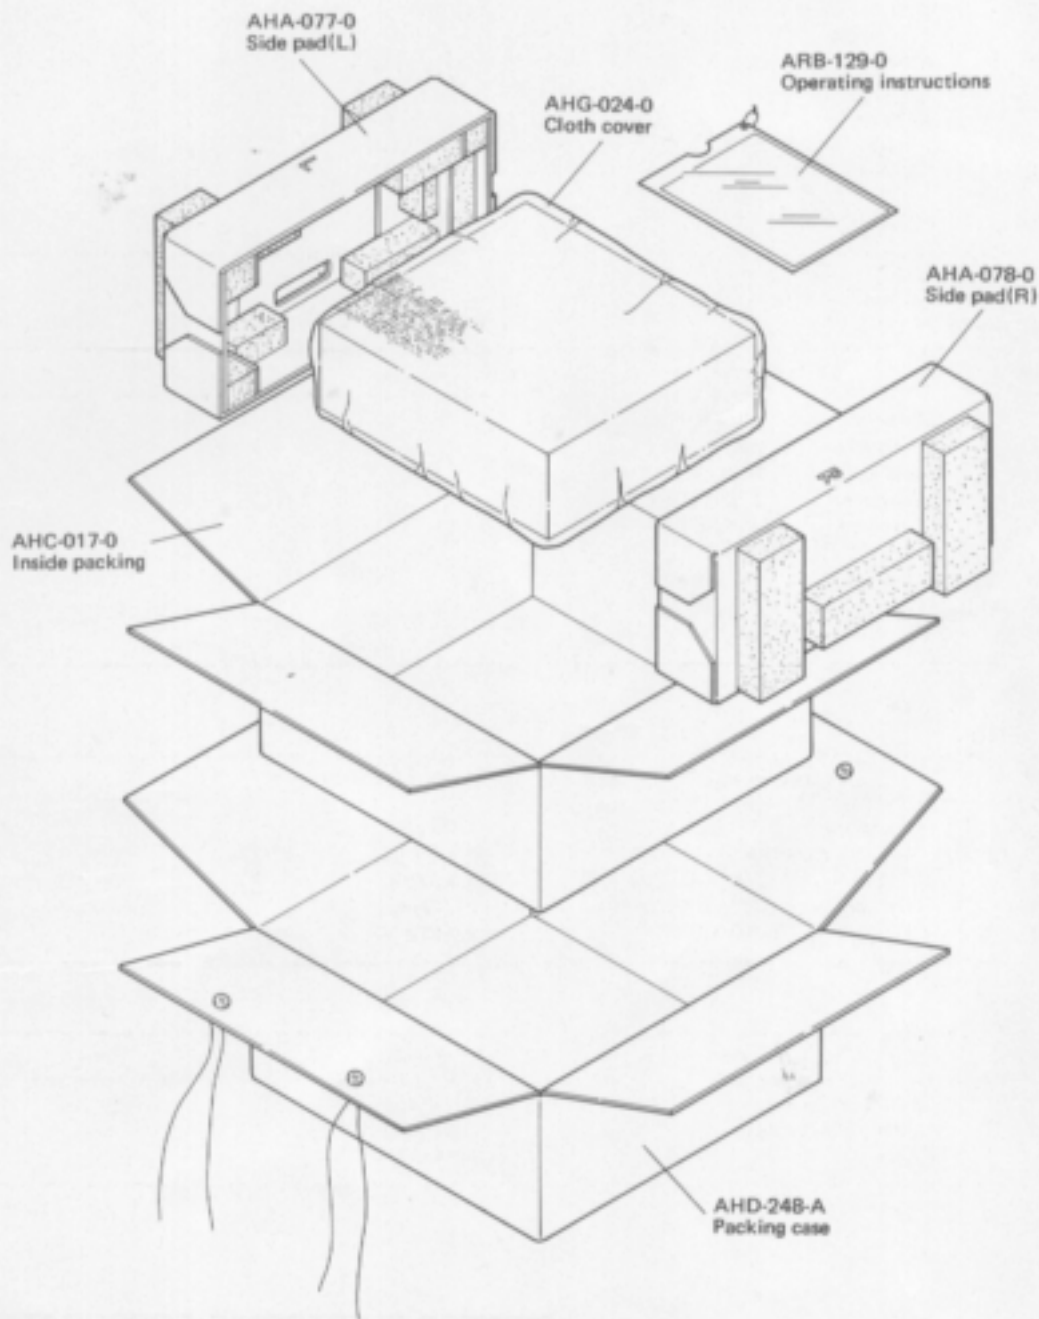 AHA-077-0
Side pad(L)
ARB-129-0
Operating instructions
AHG-024-0
Cloth cover
L
AHA-078-0
Side pad(R)
R
AHC-017-0
Inside packing
AHD-248-A
Packing case